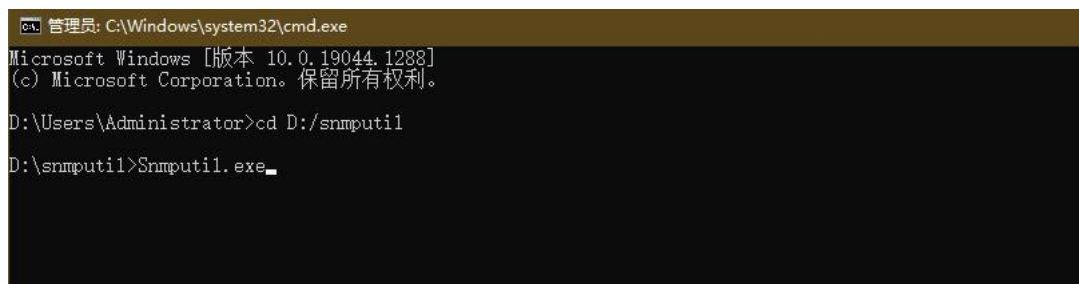 管理员: C:\Windows\system32\cmd.exe
Microsoft Windows [版本 10.0.19044.1288]
(c) Microsoft Corporation。保留所有权利。
D:\Users\Administrator>cd D:/snmputil
D:\snmputil>Snmputil.exe